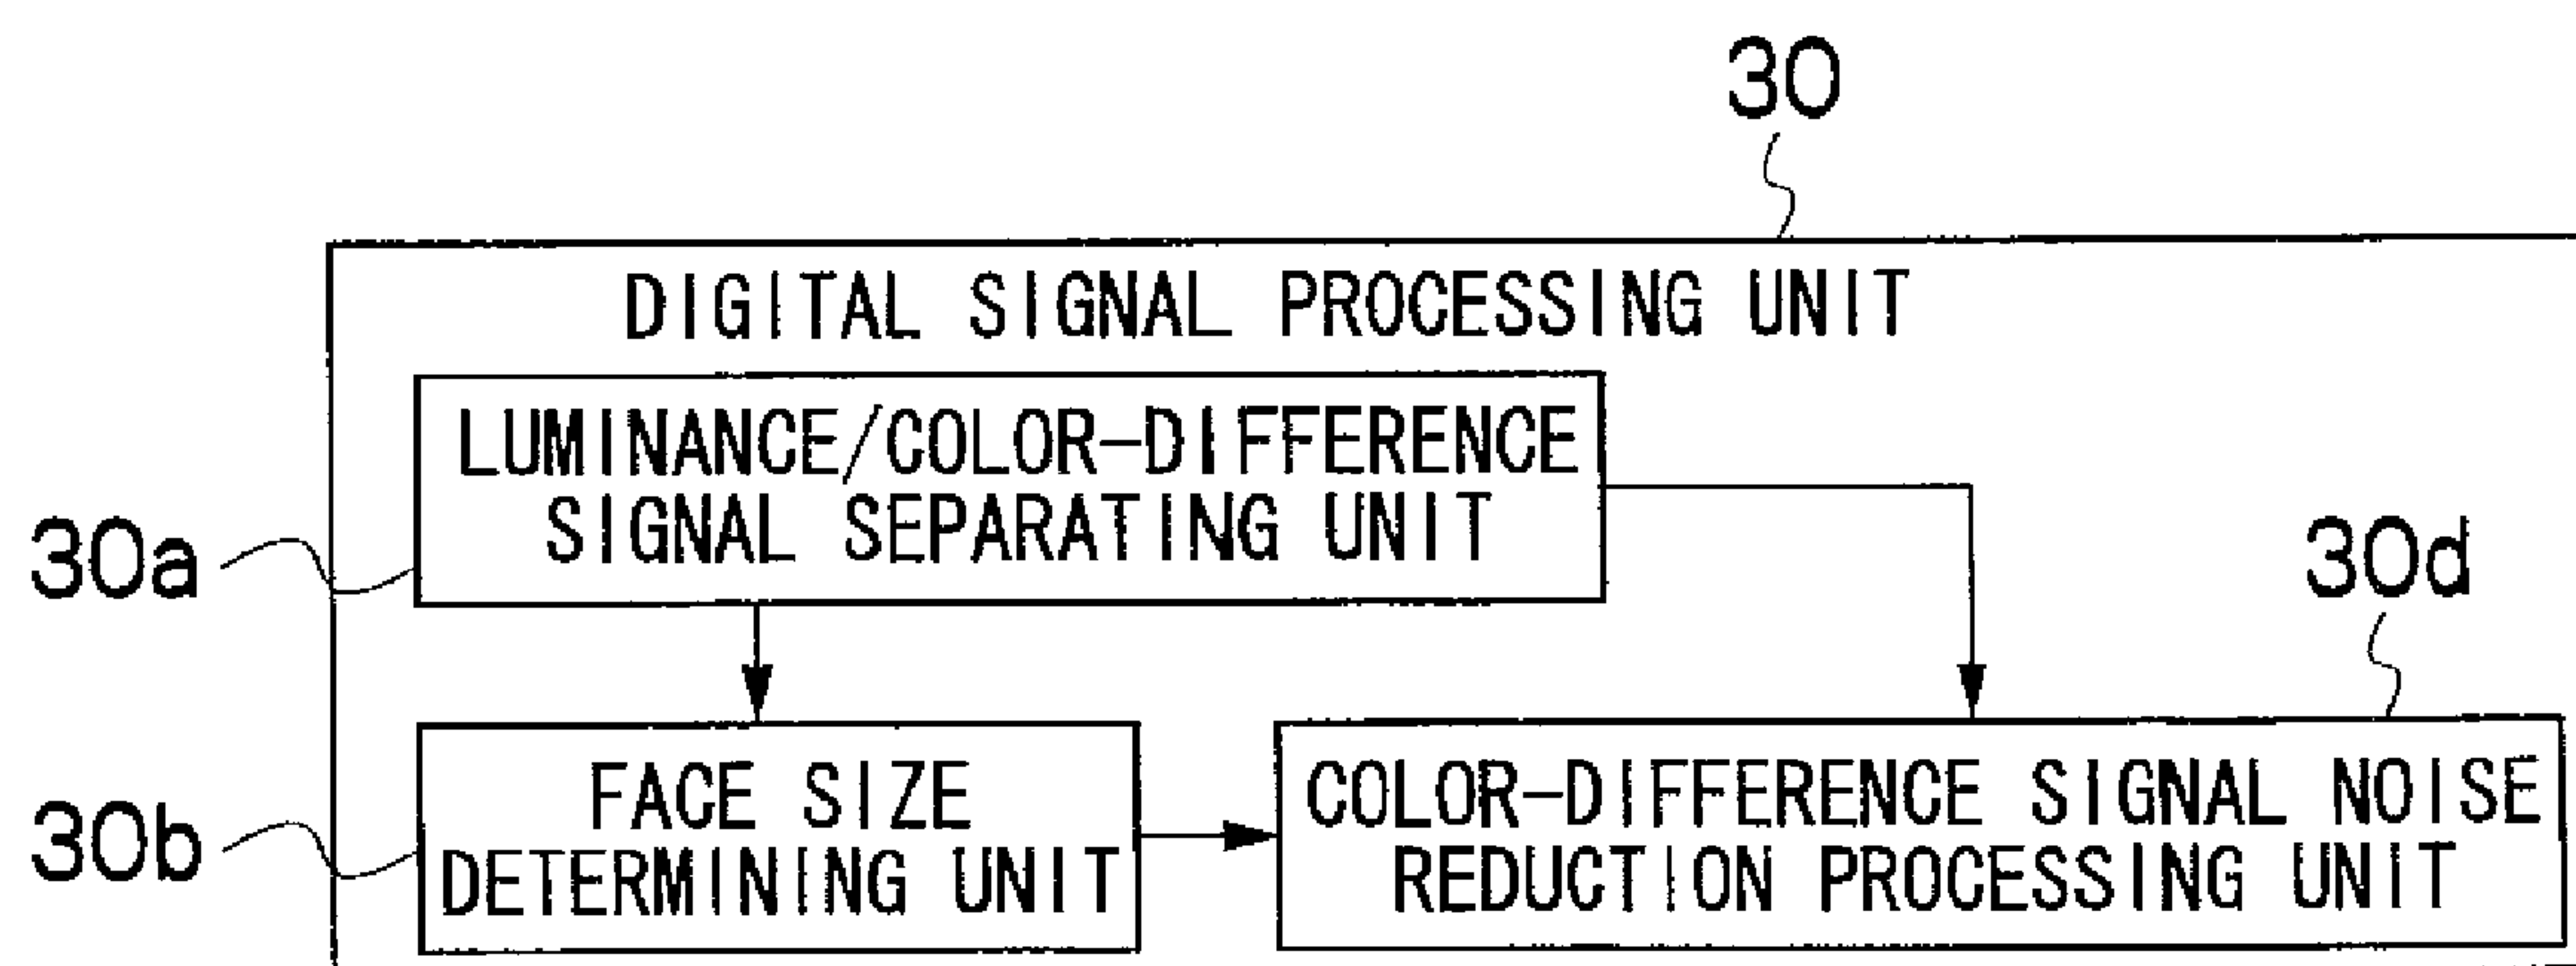 30
DIGITAL SIGNAL PROCESSING UNIT
LUMINANCE/COLOR-DIFFERENCE
SIGNAL SEPARATING UNIT
30a
30d
FACE SIZE
DETERMINING UNIT
30b
COLOR-DIFFERENCE SIGNAL NOISE
REDUCTION PROCESSING UNIT